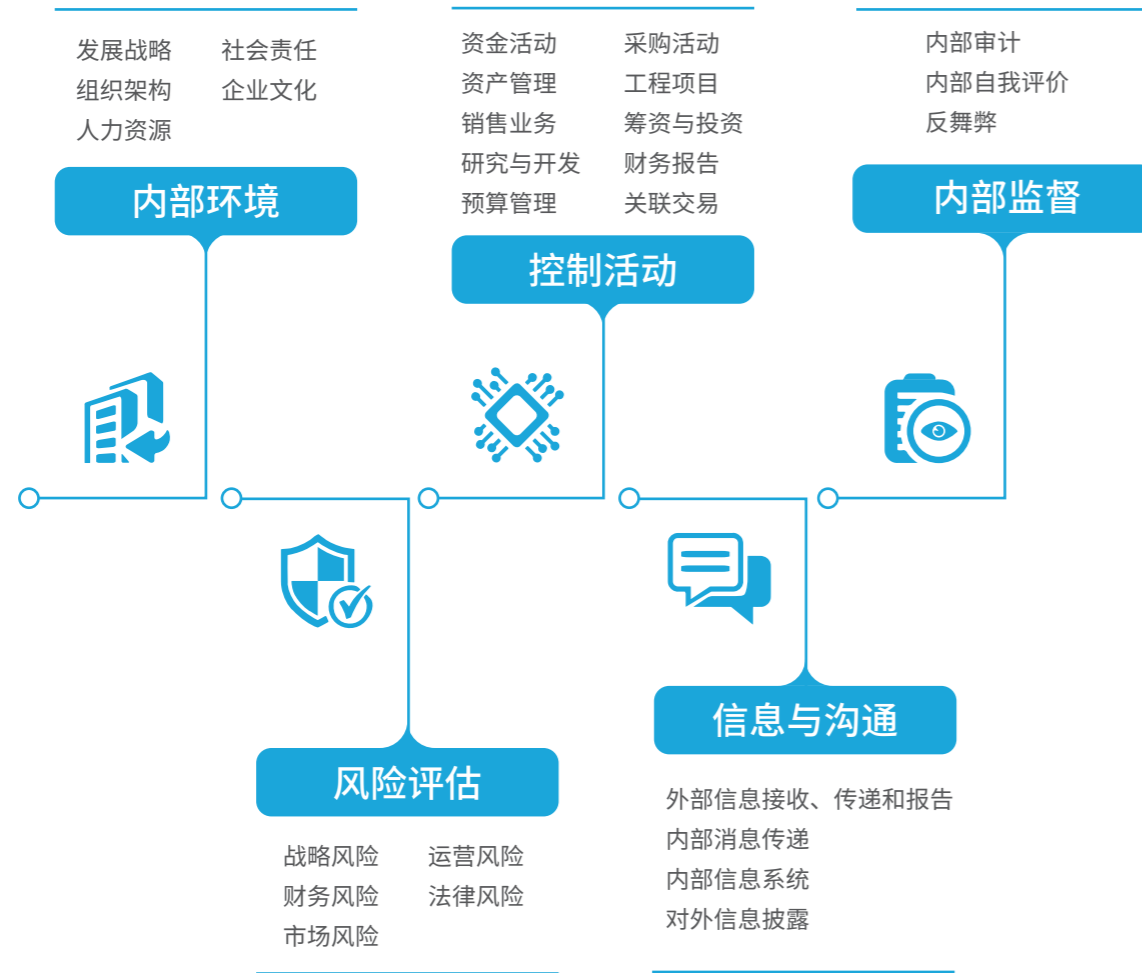 发展战略 社会责任
组织架构 企业文化
人力资源
内部环境
资金活动 采购活动
资产管理 工程项目
销售业务 筹资与投资
研究与开发 财务报告
预算管理 关联交易
控制活动
内部审计
内部自我评价
反舞弊
内部监督
风险评估
战略风险 运营风险
财务风险 法律风险
市场风险
信息与沟通
外部信息接收、传递和报告
内部消息传递
内部信息系统
对外信息披露